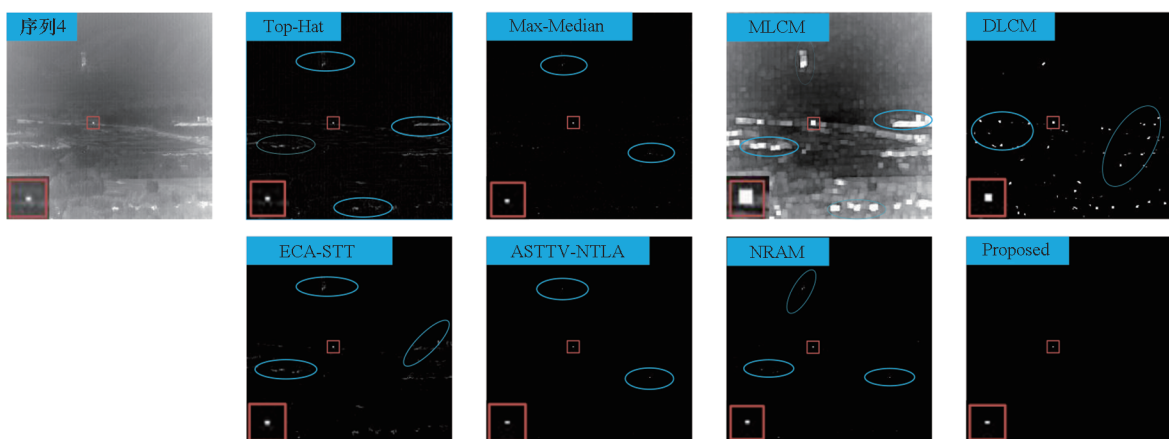 序列4
Top-Hat
Max-Median
MLCM
DLCM
ECA-STT
ASTTV-NTLA
NRAM
Proposed